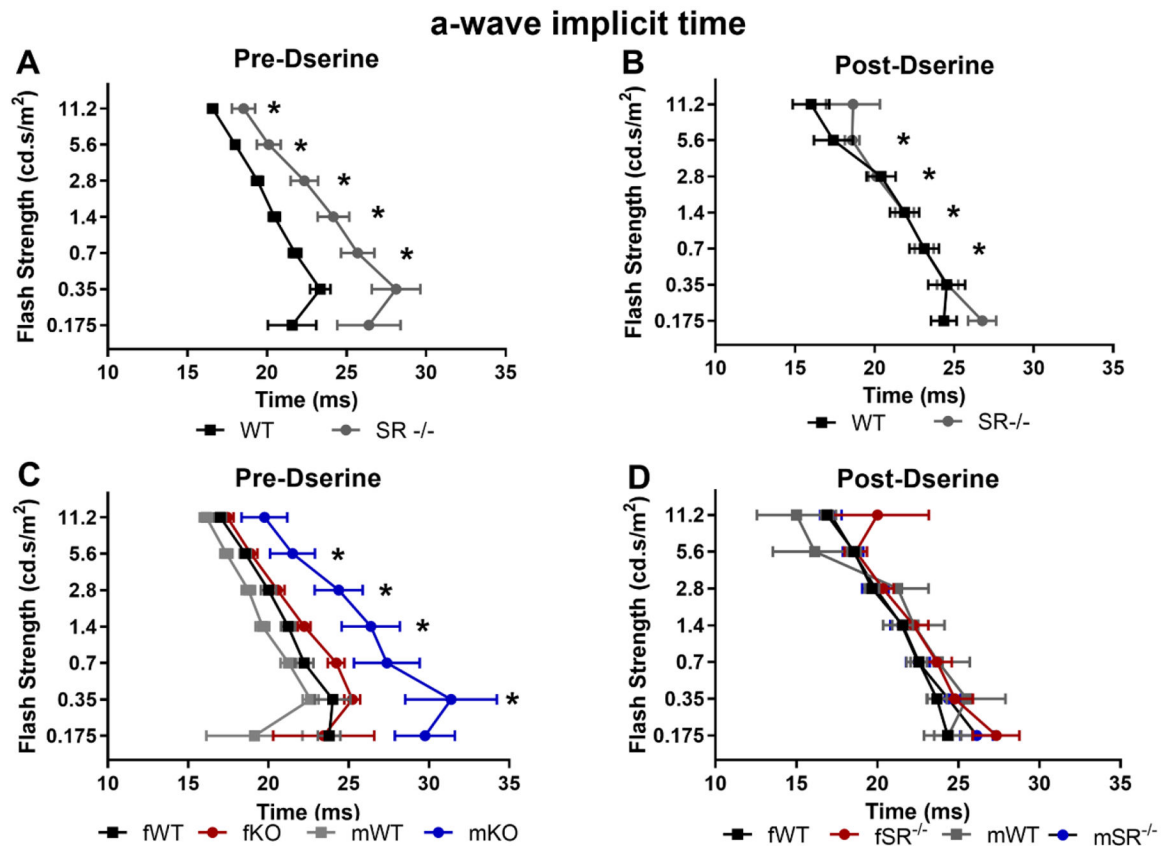 a-wave implicit time
A
Pre-Dserine
Flash Strength (cd.s/m²)
11.2
5.6
2.8
1.4
0.7
0.35
0.175
* * * * *
10 15 20 25 30 35
Time (ms)
WT SR -/-
B
Post-Dserine
Flash Strength (cd.s/m²)
11.2
5.6
2.8
1.4
0.7
0.35
0.175
* * * *
10 15 20 25 30 35
Time (ms)
WT SR-/-
C
Pre-Dserine
Flash Strength (cd.s/m²)
11.2
5.6
2.8
1.4
0.7
0.35
0.175
* * * *
10 15 20 25 30 35
Time (ms)
fWT fKO mWT mKO
D
Post-Dserine
Flash Strength (cd.s/m²)
11.2
5.6
2.8
1.4
0.7
0.35
0.175
10 15 20 25 30 35
Time (ms)
fWT fSR⁻/⁻ mWT mSR⁻/⁻